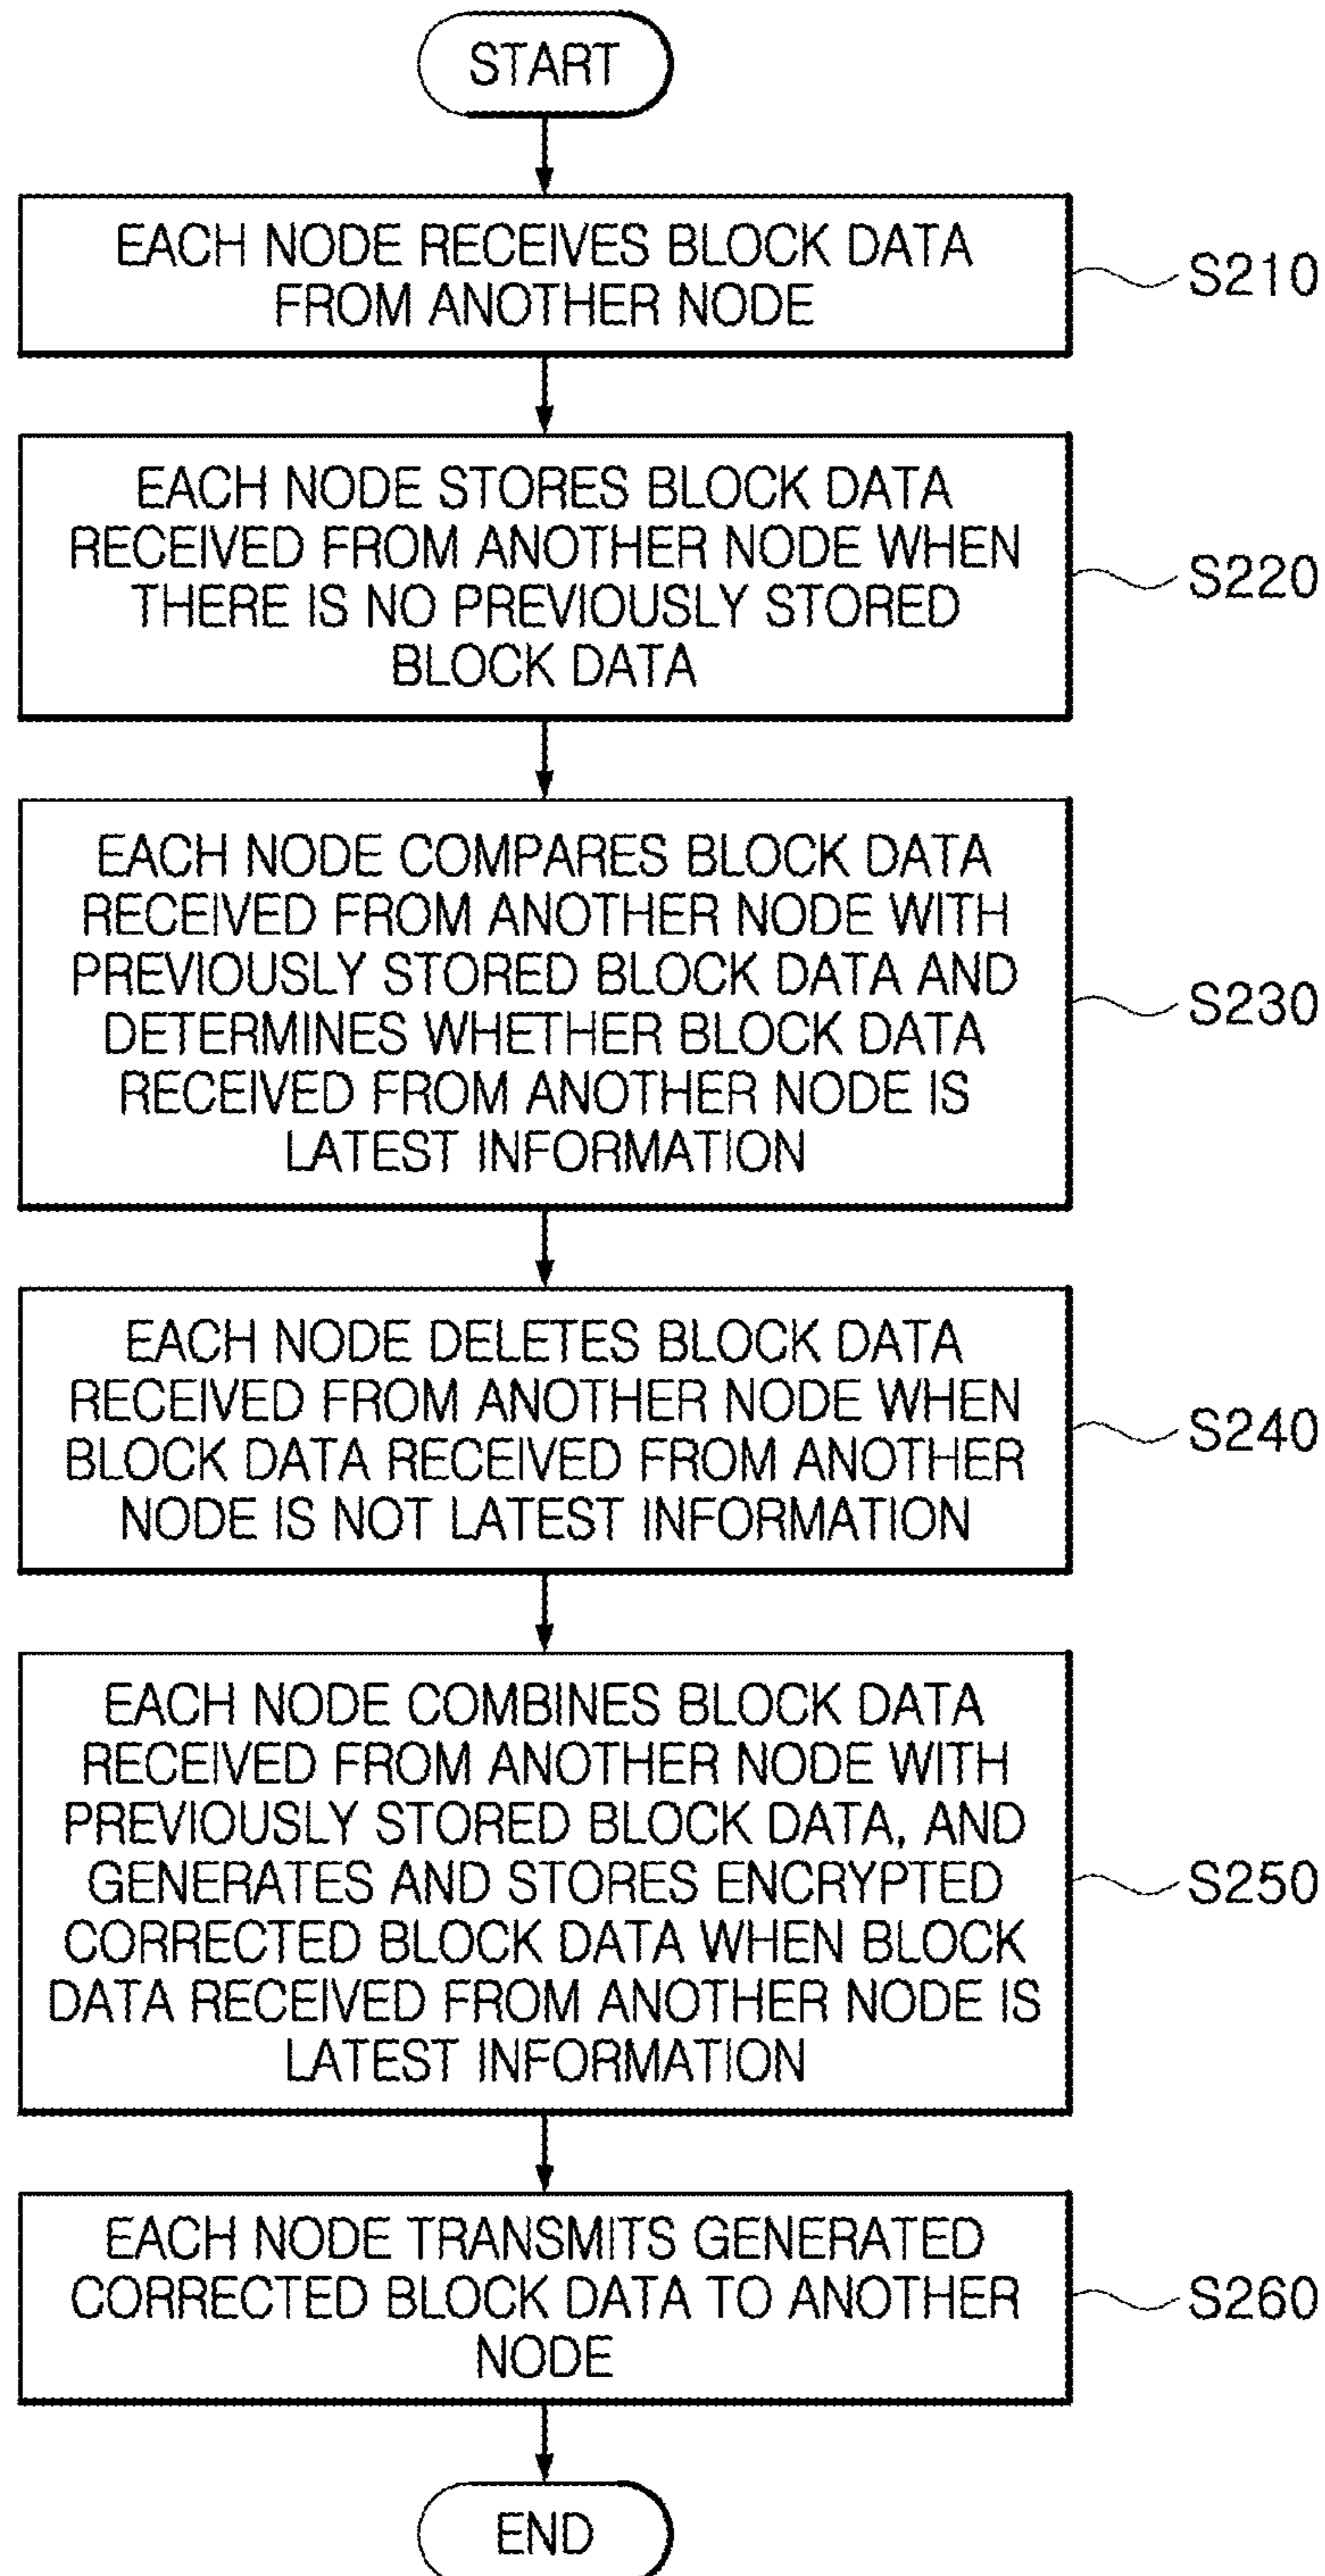 START
EACH NODE RECEIVES BLOCK DATA
FROM ANOTHER NODE
S210
EACH NODE STORES BLOCK DATA
RECEIVED FROM ANOTHER NODE WHEN
THERE IS NO PREVIOUSLY STORED
BLOCK DATA
S220
EACH NODE COMPARES BLOCK DATA
RECEIVED FROM ANOTHER NODE WITH
PREVIOUSLY STORED BLOCK DATA AND
DETERMINES WHETHER BLOCK DATA
RECEIVED FROM ANOTHER NODE IS
LATEST INFORMATION
S230
EACH NODE DELETES BLOCK DATA
RECEIVED FROM ANOTHER NODE WHEN
BLOCK DATA RECEIVED FROM ANOTHER
NODE IS NOT LATEST INFORMATION
S240
EACH NODE COMBINES BLOCK DATA
RECEIVED FROM ANOTHER NODE WITH
PREVIOUSLY STORED BLOCK DATA, AND
GENERATES AND STORES ENCRYPTED
CORRECTED BLOCK DATA WHEN BLOCK
DATA RECEIVED FROM ANOTHER NODE IS
LATEST INFORMATION
S250
EACH NODE TRANSMITS GENERATED
CORRECTED BLOCK DATA TO ANOTHER
NODE
S260
END